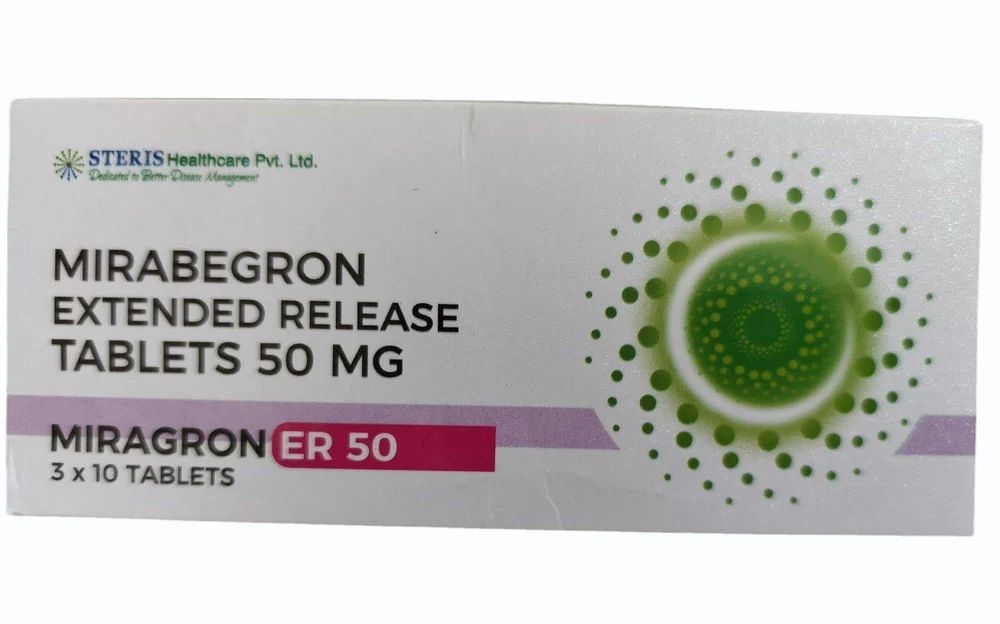 STERIS Healthcare Pvt. Ltd.
Dedicated to Better Disease Management
MIRABEGRON
EXTENDED RELEASE
TABLETS 50 MG
MIRAGRON ER 50
3 x 10 TABLETS